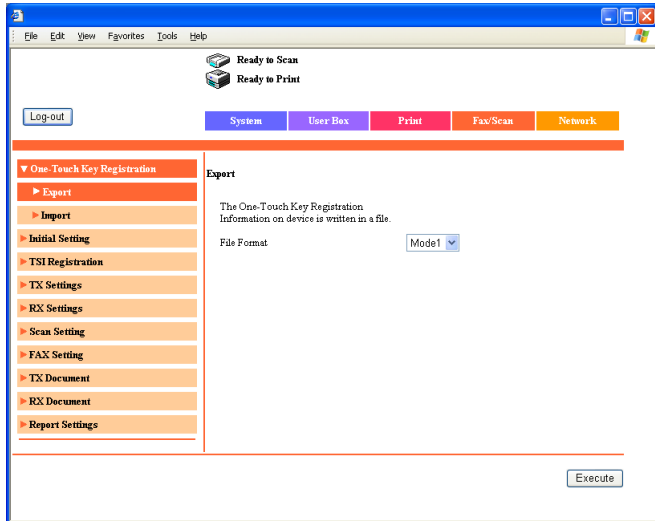 File Edit View Favorites Tools Help
Ready to Scan
Ready to Print
Log-out
System User Box Print Fax/Scan Network
One-Touch Key Registration
Export
Import
Initial Setting
TSI Registration
TX Settings
RX Settings
Scan Setting
FAX Setting
TX Document
RX Document
Report Settings
Export
The One-Touch Key Registration
Information on device is written in a file.
File Format Mode1
Execute